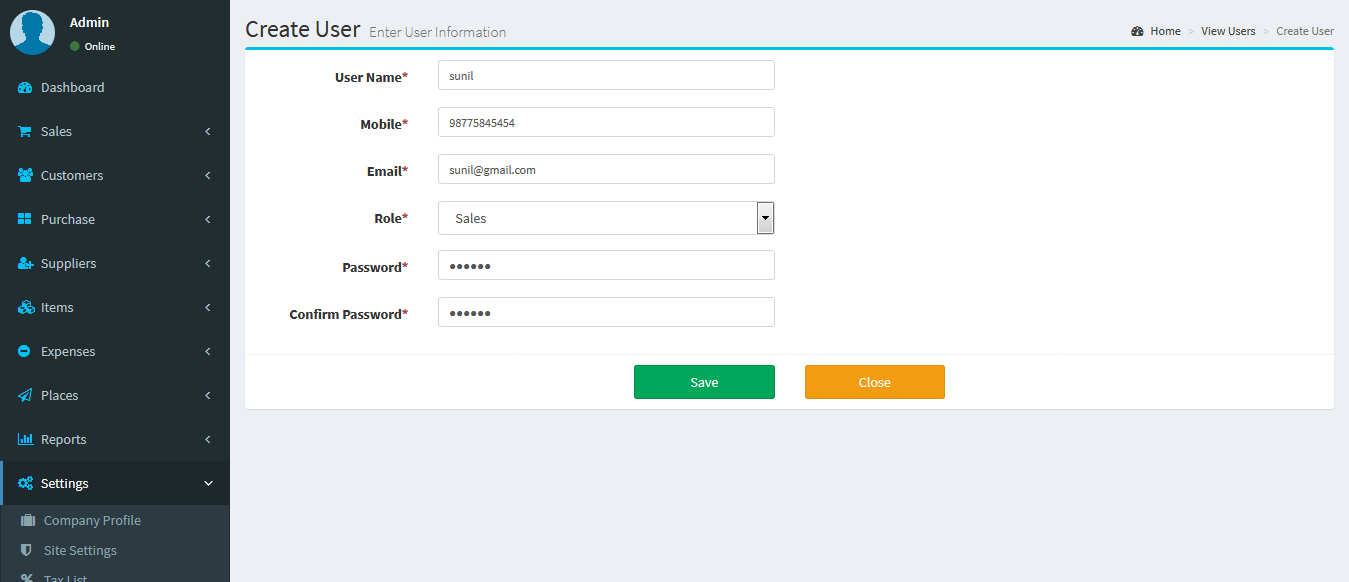 Admin
Online
Dashboard
Sales
Customers
Purchase
Suppliers
Items
Expenses
Places
Reports
Settings
Company Profile
Site Settings
Tax List
Create User Enter User Information
Home > View Users > Create User
User Name* sunil
Mobile* 98775845454
Email* sunil@gmail.com
Role* Sales
Password* ●●●●●●
Confirm Password* ●●●●●●
Save Close